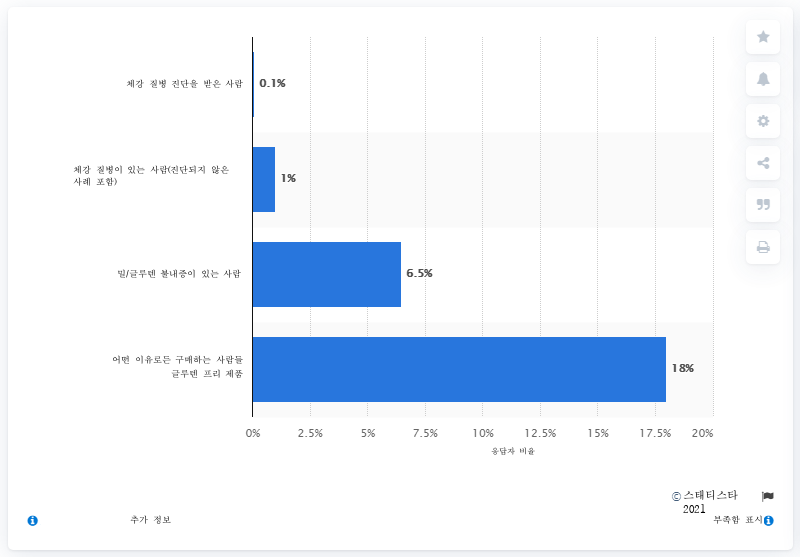 체강 질병 진단을 받은 사람
0.1%
체강 질병이 있는 사람(진단되지 않은
사례 포함)
1%
밀/글루텐 불내증이 있는 사람
6.5%
어떤 이유로든 구매하는 사람들
글루텐 프리 제품
18%
0% 2.5% 5% 7.5% 10% 12.5% 15% 17.5% 20%
응답자 비율
© 스태티스타
2021
추가 정보
부족함 표시